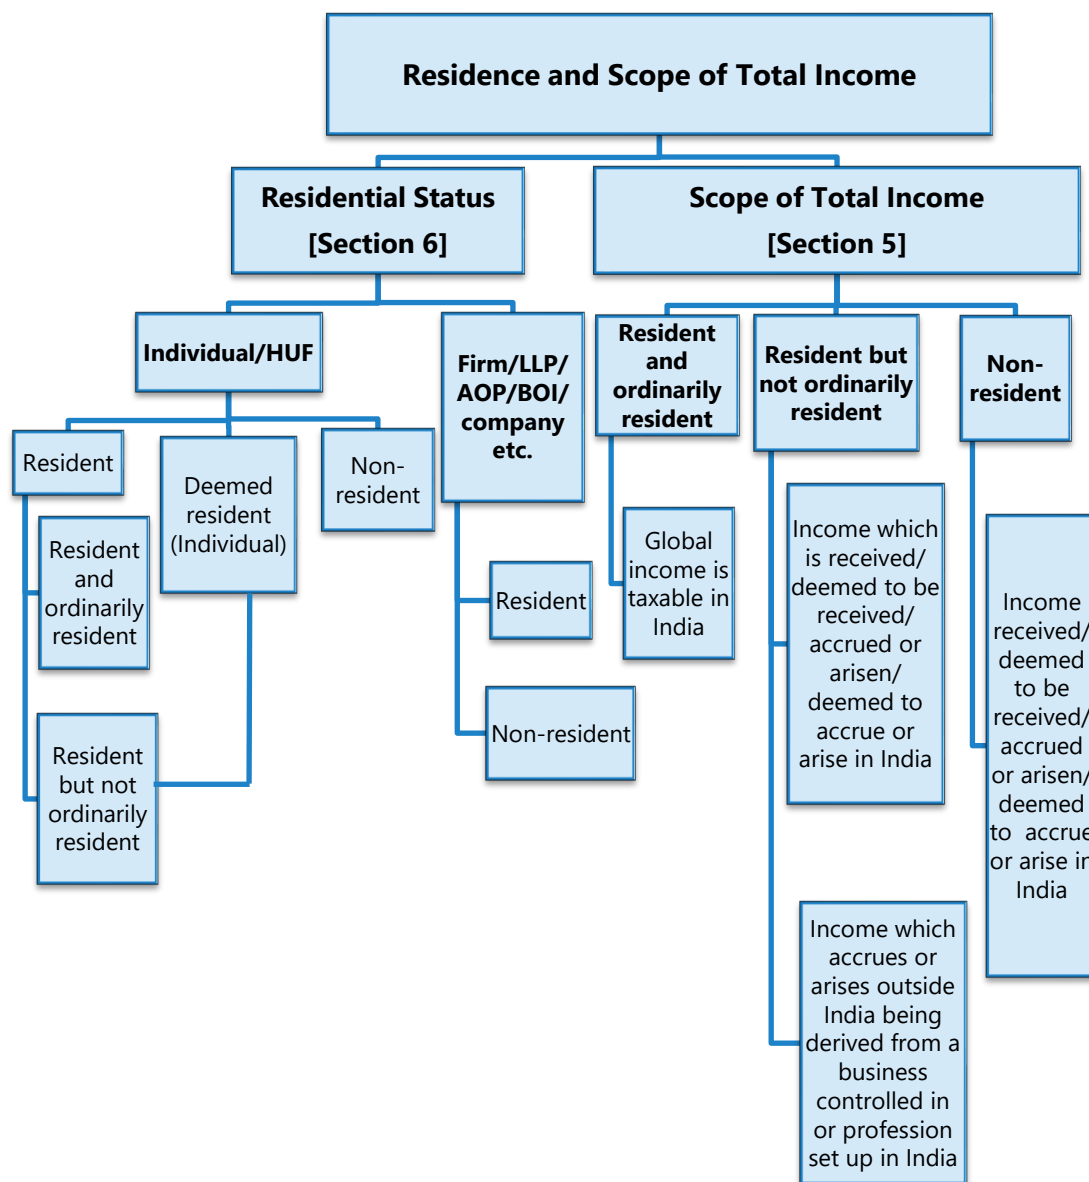 Residence and Scope of Total Income
Residential Status
[Section 6]
Scope of Total Income
[Section 5]
Individual/HUF
Firm/LLP/
AOP/BOI/
company
etc.
Resident
and
ordinarily
resident
Resident but
not ordinarily
resident
Non-
resident
Resident
Deemed
resident
(Individual)
Non-
resident
Resident
and
ordinarily
resident
Resident
but not
ordinarily
resident
Resident
Non-resident
Global
income is
taxable in
India
Income which
is received/
deemed to be
received/
accrued or
arisen/
deemed to
accrue or
arise in India
Income which
accrues or
arises outside
India being
derived from a
business
controlled in
or profession
set up in India
Income
received/
deemed
to be
received/
accrued
or arisen/
deemed
to accrue
or arise in
India